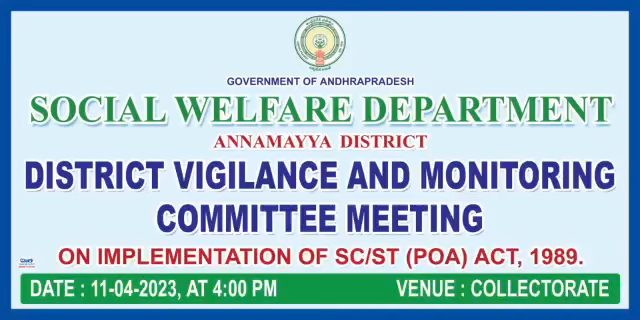 GOVERNMENT OF ANDHRAPRADESH
SOCIAL WELFARE DEPARTMENT
ANNAMAYYA DISTRICT
DISTRICT VIGILANCE AND MONITORING
COMMITTEE MEETING
ON IMPLEMENTATION OF SC/ST (POA) ACT, 1989.
DATE : 11-04-2023, AT 4:00 PM VENUE : COLLECTORATE